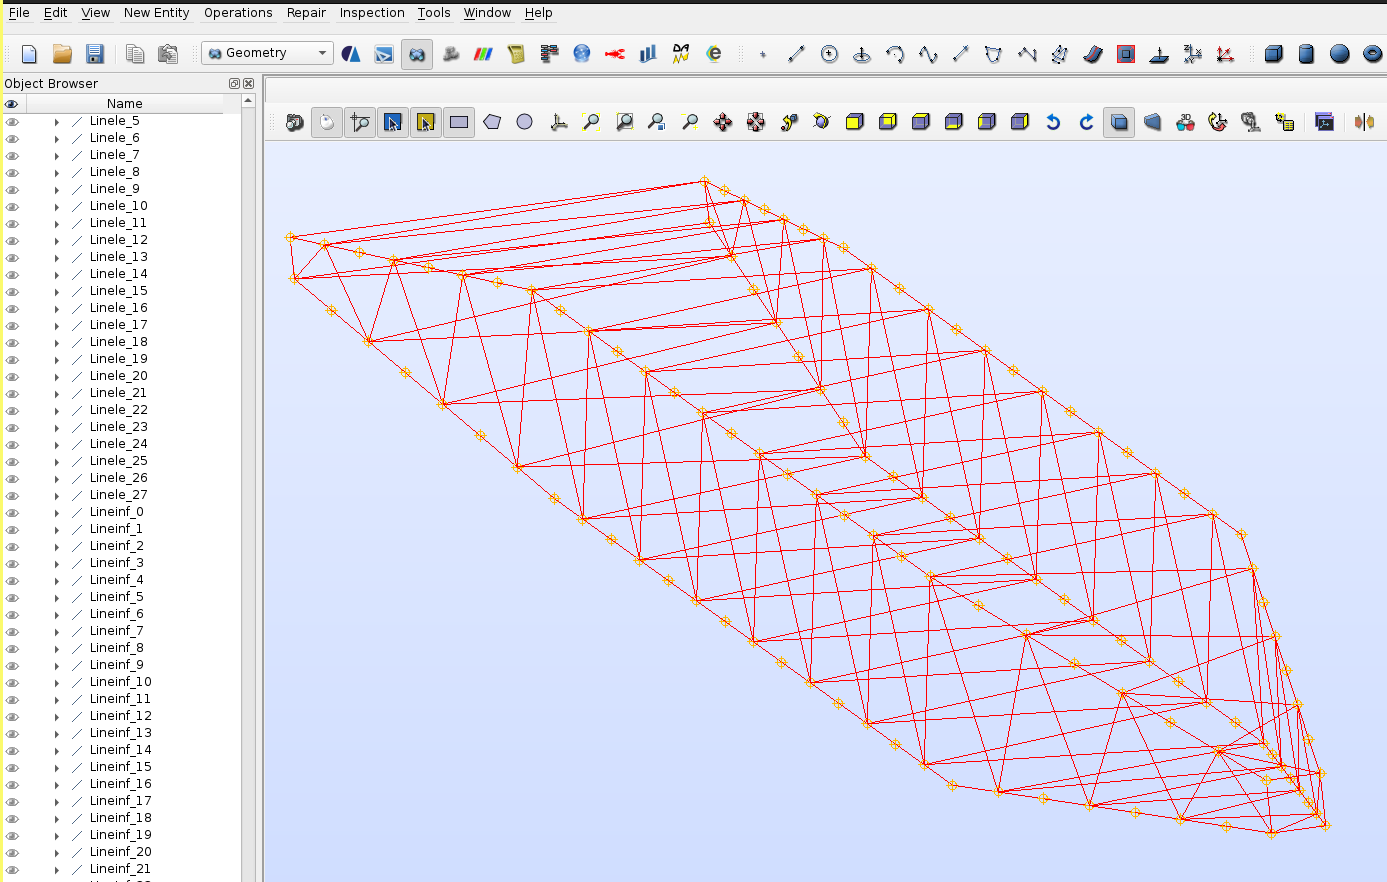 File Edit View New Entity Operations Repair Inspection Tools Window Help
Geometry
Object Browser
Name
Linele_5
Linele_6
Linele_7
Linele_8
Linele_9
Linele_10
Linele_11
Linele_12
Linele_13
Linele_14
Linele_15
Linele_16
Linele_17
Linele_18
Linele_19
Linele_20
Linele_21
Linele_22
Linele_23
Linele_24
Linele_25
Linele_26
Linele_27
Lineinf_0
Lineinf_1
Lineinf_2
Lineinf_3
Lineinf_4
Lineinf_5
Lineinf_6
Lineinf_7
Lineinf_8
Lineinf_9
Lineinf_10
Lineinf_11
Lineinf_12
Lineinf_13
Lineinf_14
Lineinf_15
Lineinf_16
Lineinf_17
Lineinf_18
Lineinf_19
Lineinf_20
Lineinf_21